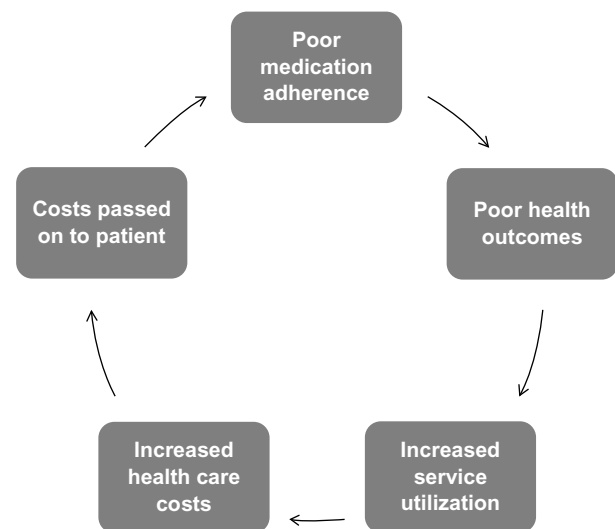 Poor
medication
adherence
Poor health
outcomes
Increased
service
utilization
Increased
health care
costs
Costs passed
on to patient